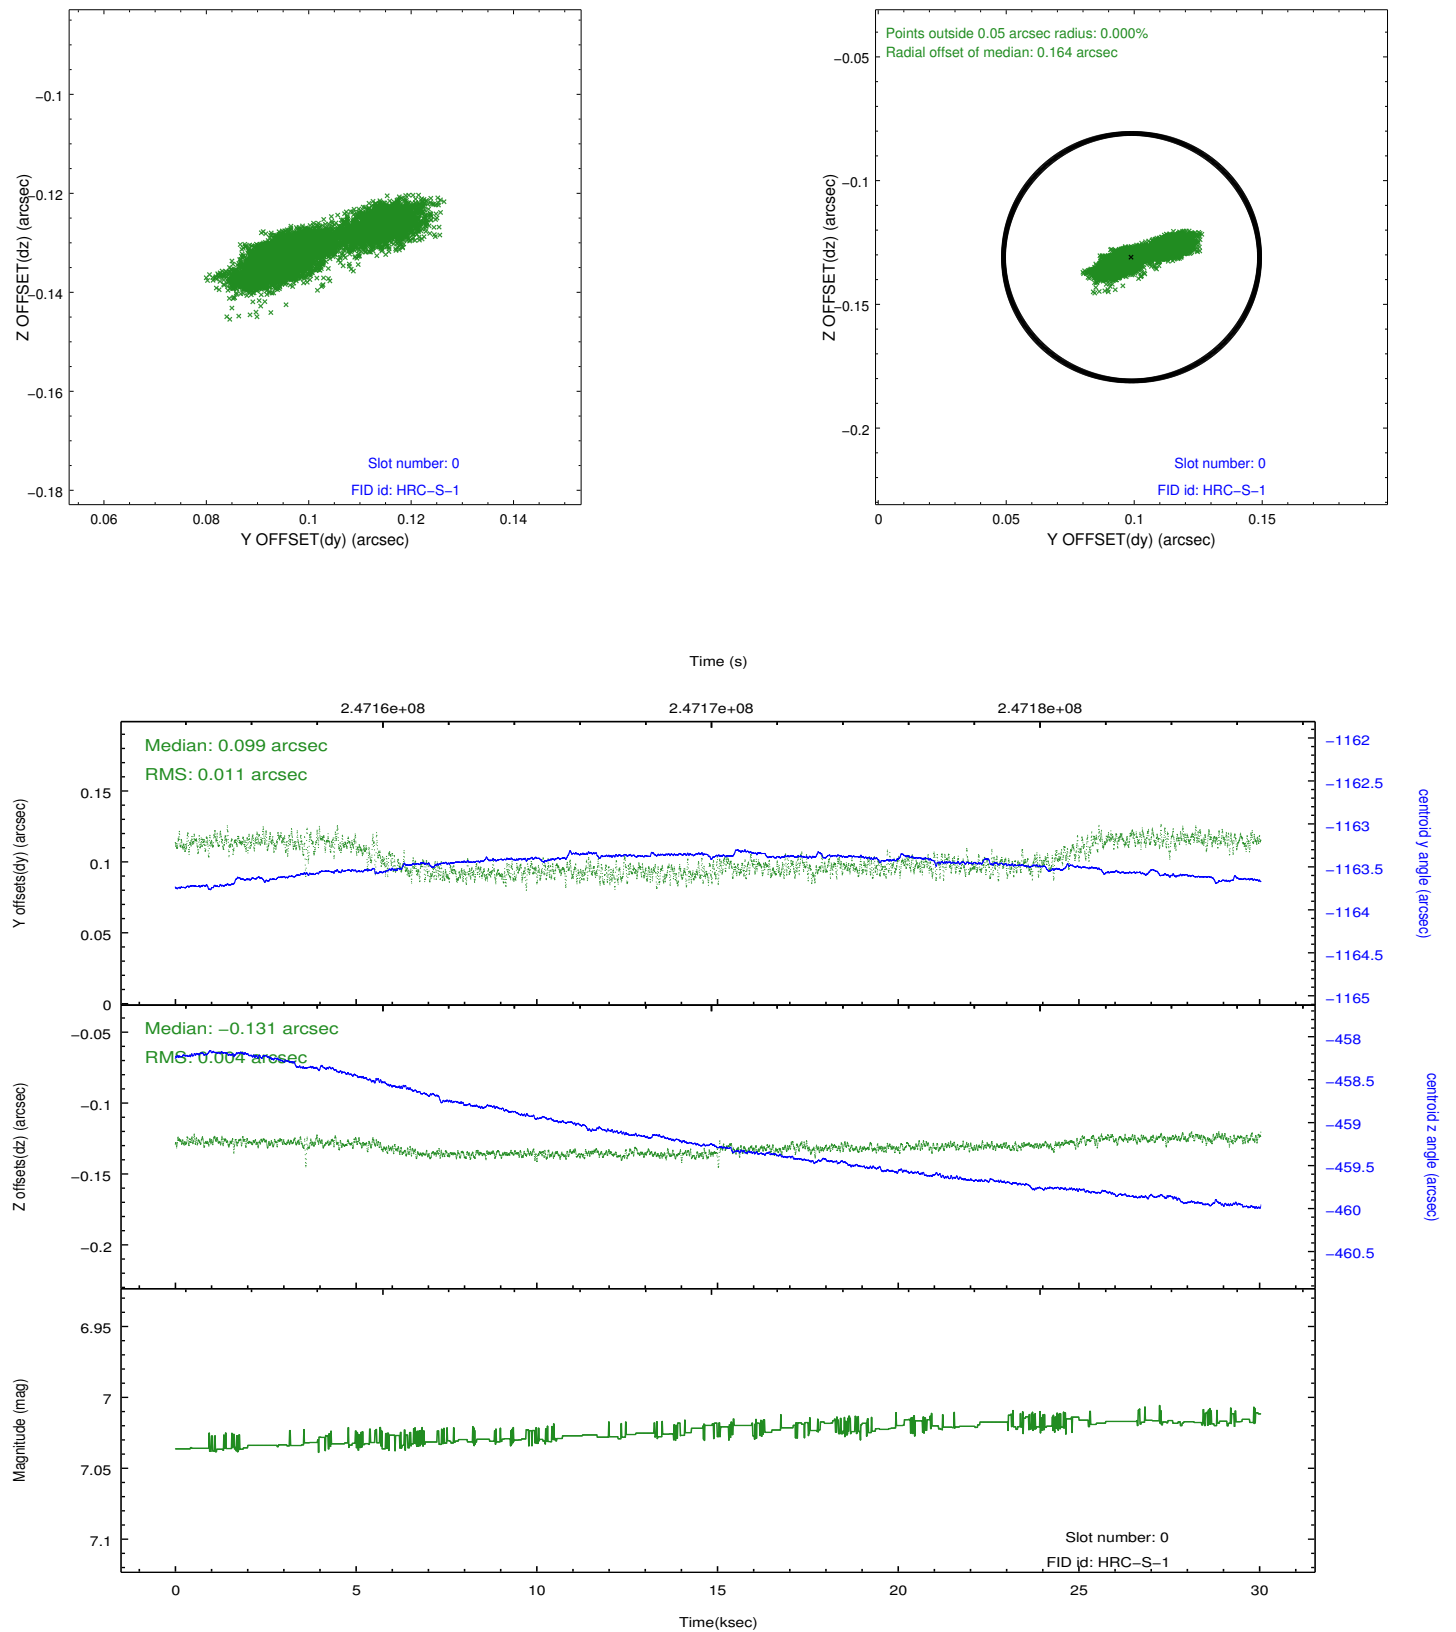 −0.1
−0.12
−0.14
−0.16
−0.18
Z OFFSET(dz) (arcsec)
Slot number: 0
FID id: HRC−S−1
0.06 0.08 0.1 0.12 0.14
Y OFFSET(dy) (arcsec)
Points outside 0.05 arcsec radius: 0.000%
Radial offset of median: 0.164 arcsec
−0.05
−0.1
−0.15
−0.2
Z OFFSET(dz) (arcsec)
Slot number: 0
FID id: HRC−S−1
0 0.05 0.1 0.15
Y OFFSET(dy) (arcsec)
Time (s)
2.4716e+08 2.4717e+08 2.4718e+08
Median: 0.099 arcsec
RMS: 0.011 arcsec
0.15
0.1
0.05
0
Y offsets(dy) (arcsec)
−1162
−1162.5
−1163
−1163.5
−1164
−1164.5
−1165
centroid y angle (arcsec)
Median: −0.131 arcsec
RMS: 0.004 arcsec
−0.05
−0.1
−0.15
−0.2
Z offsets(dz) (arcsec)
−458
−458.5
−459
−459.5
−460
−460.5
centroid z angle (arcsec)
6.95
7
7.05
7.1
Magnitude (mag)
Slot number: 0
FID id: HRC−S−1
0 5 10 15 20 25 30
Time(ksec)